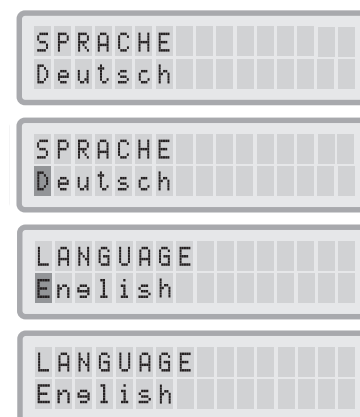 SPRACHE
Deutsch
SPRACHE
Deutsch
LANGUAGE
English
LANGUAGE
English